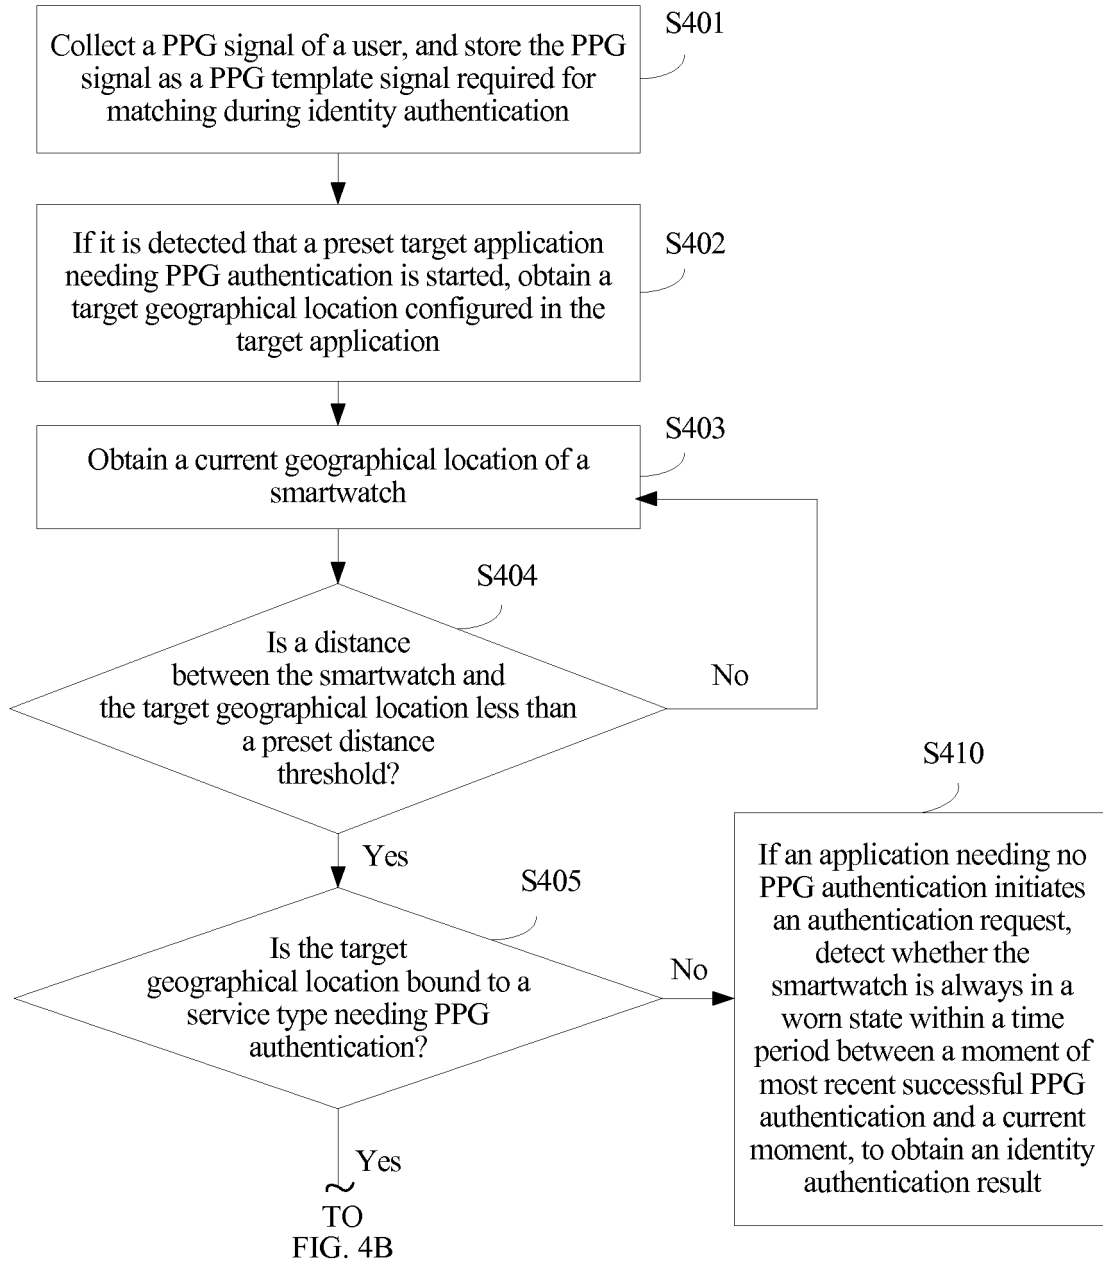 S401
Collect a PPG signal of a user, and store the PPG
signal as a PPG template signal required for
matching during identity authentication
S402
If it is detected that a preset target application
needing PPG authentication is started, obtain a
target geographical location configured in the
target application
S403
Obtain a current geographical location of a
smartwatch
S404
Is a distance
between the smartwatch and
the target geographical location less than
a preset distance
threshold?
No
Yes
S405
Is the target
geographical location bound to a
service type needing PPG
authentication?
No
S410
If an application needing no
PPG authentication initiates
an authentication request,
detect whether the
smartwatch is always in a
worn state within a time
period between a moment of
most recent successful PPG
authentication and a current
moment, to obtain an identity
authentication result
Yes
TO
FIG. 4B